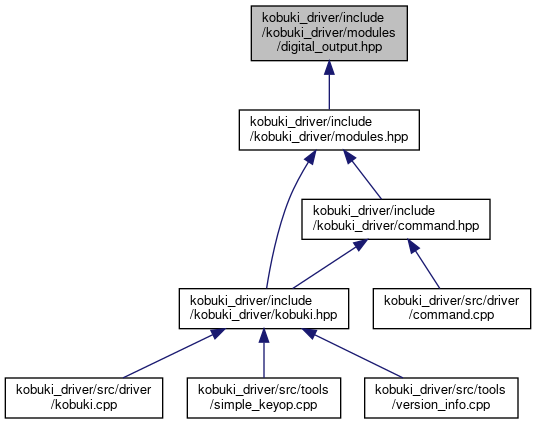 kobuki_driver/include
/kobuki_driver/modules
/digital_output.hpp
kobuki_driver/include
/kobuki_driver/modules.hpp
kobuki_driver/include
/kobuki_driver/command.hpp
kobuki_driver/include
/kobuki_driver/kobuki.hpp
kobuki_driver/src/driver
/command.cpp
kobuki_driver/src/driver
/kobuki.cpp
kobuki_driver/src/tools
/simple_keyop.cpp
kobuki_driver/src/tools
/version_info.cpp